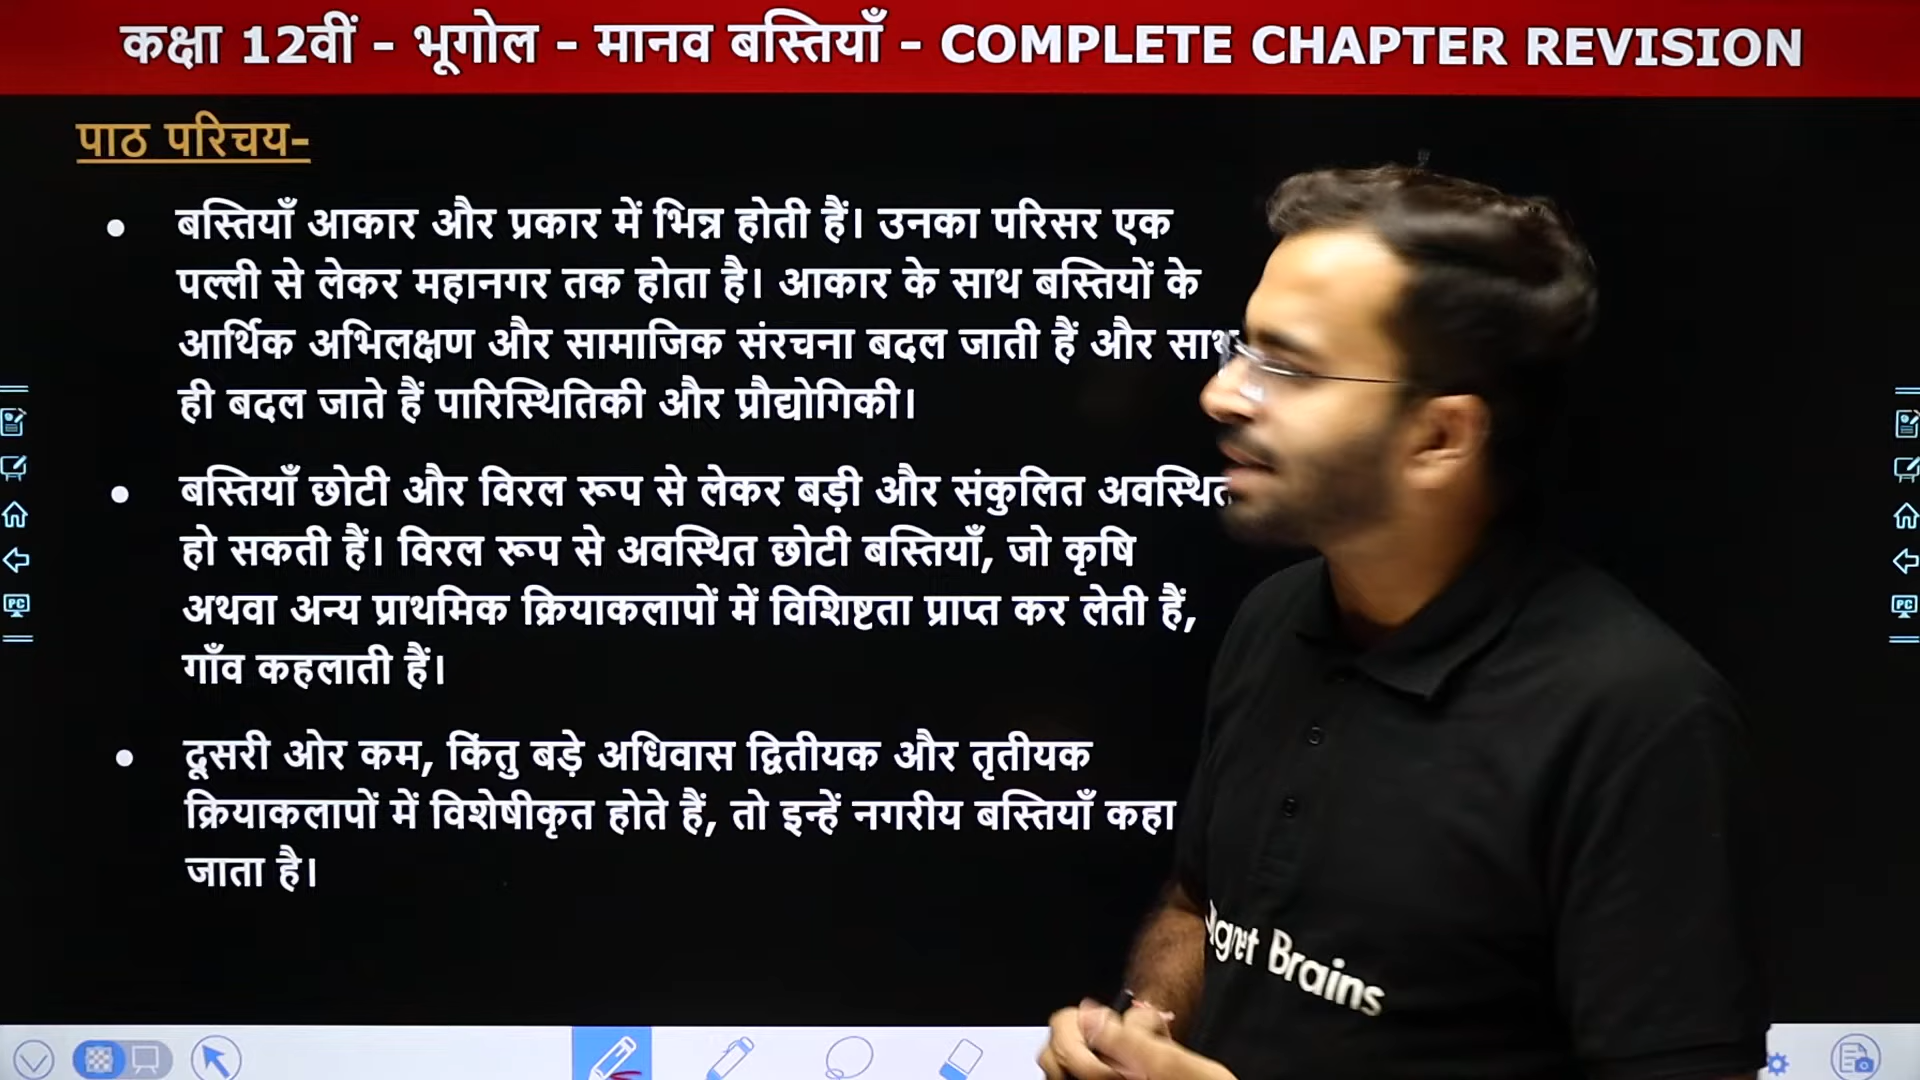 कक्षा 12वीं - भूगोल - मानव बस्तियाँ - COMPLETE CHAPTER REVISION
पाठ परिचय-
• बस्तियाँ आकार और प्रकार में भिन्न होती हैं। उनका परिसर एक
पल्ली से लेकर महानगर तक होता है। आकार के साथ बस्तियों के
आर्थिक अभिलक्षण और सामाजिक संरचना बदल जाती हैं और साथ
ही बदल जाते हैं पारिस्थितिकी और प्रौद्योगिकी।
• बस्तियाँ छोटी और विरल रूप से लेकर बड़ी और संकुलित अवस्थित
हो सकती हैं। विरल रूप से अवस्थित छोटी बस्तियाँ, जो कृषि
अथवा अन्य प्राथमिक क्रियाकलापों में विशिष्टता प्राप्त कर लेती हैं,
गाँव कहलाती हैं।
• दूसरी ओर कम, किंतु बड़े अधिवास द्वितीयक और तृतीयक
क्रियाकलापों में विशेषीकृत होते हैं, तो इन्हें नगरीय बस्तियाँ कहा
जाता है।
PC
PC
Brains